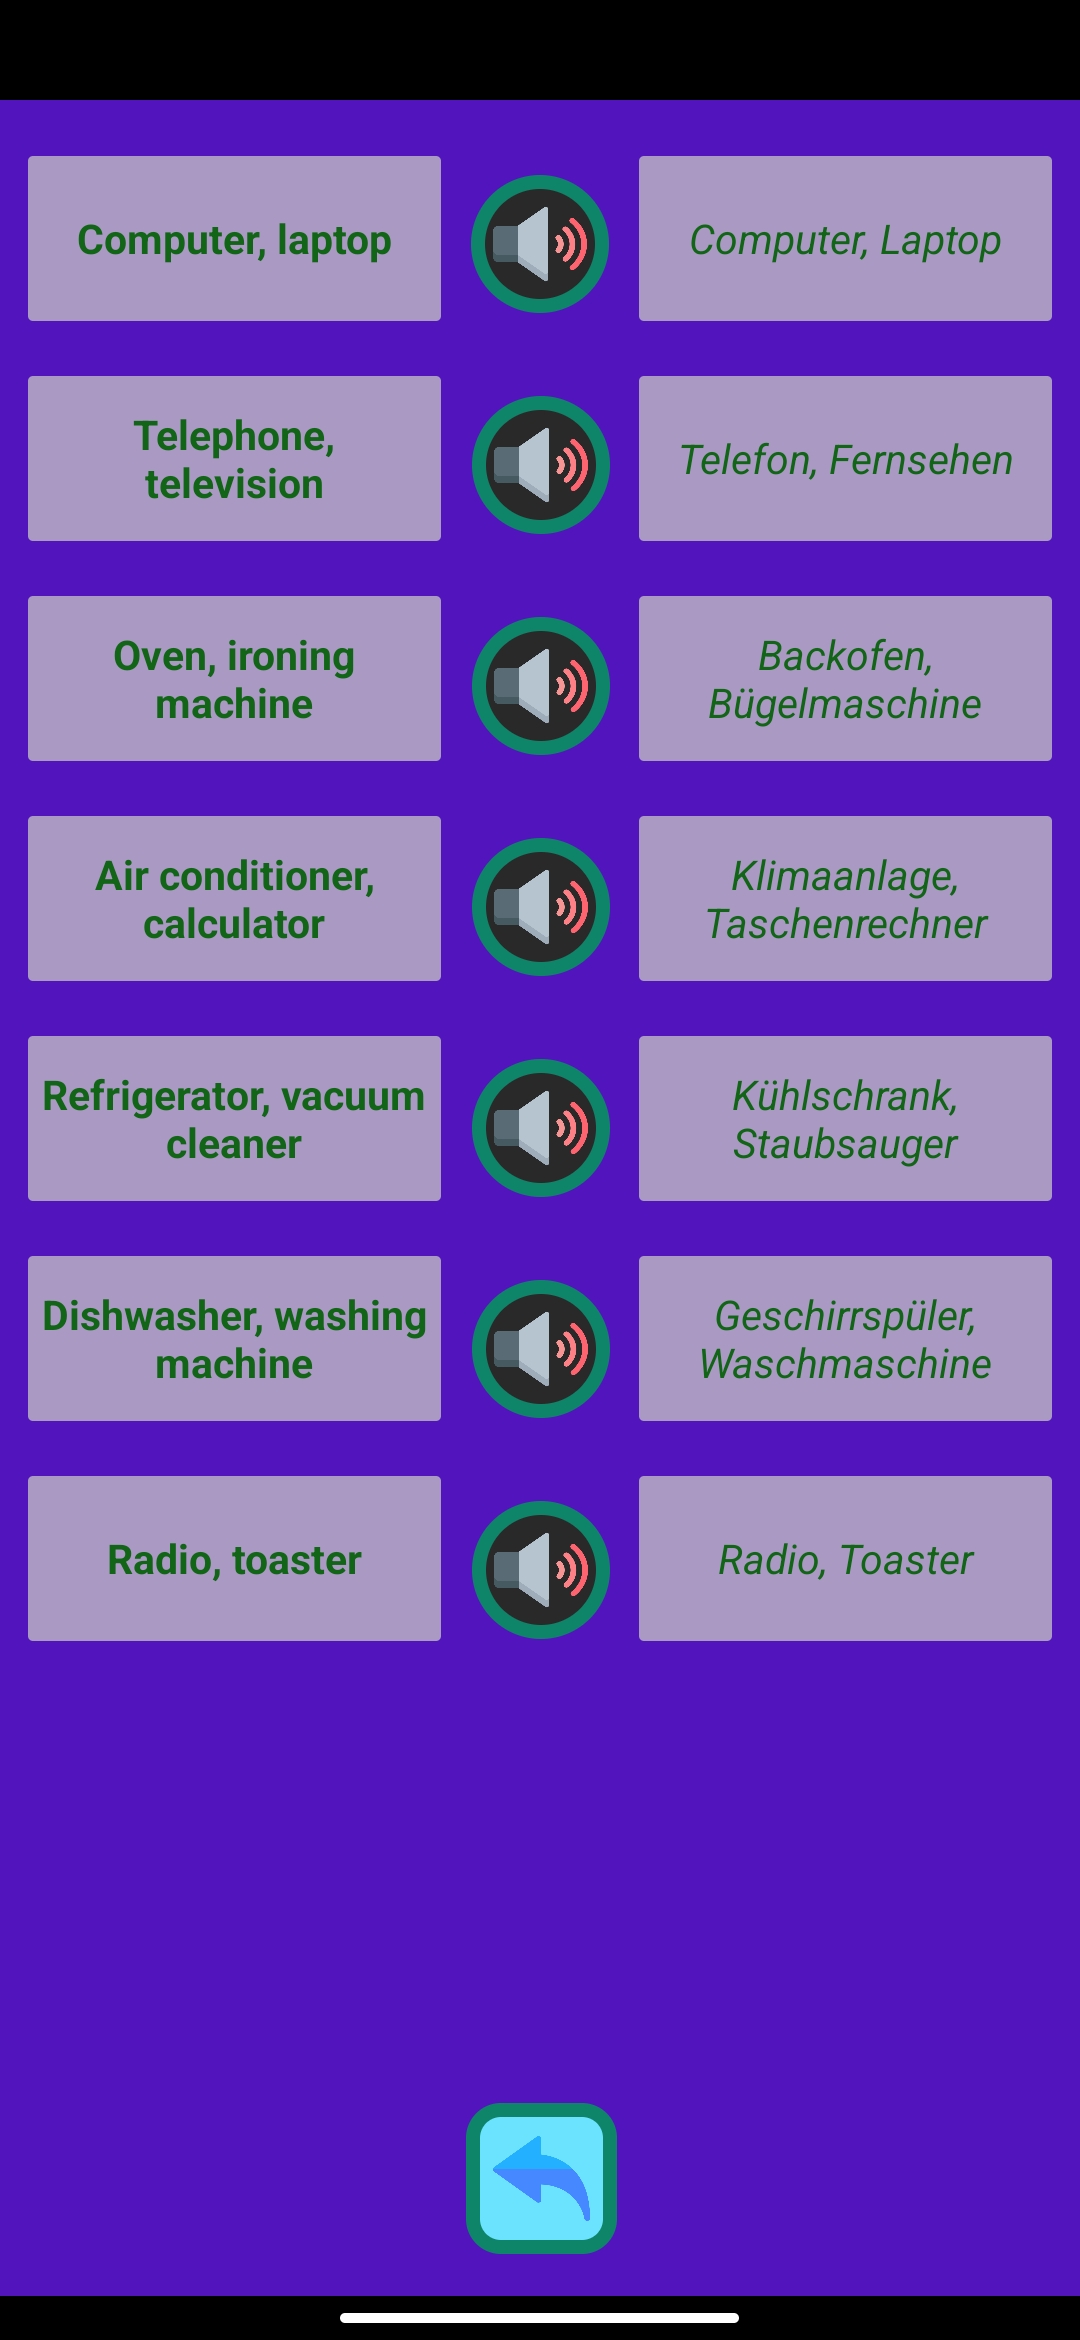 Computer, laptop
Computer, Laptop
Telephone,
television
Telefon, Fernsehen
Oven, ironing
machine
Backofen,
Bügelmaschine
Air conditioner,
calculator
Klimaanlage,
Taschenrechner
Refrigerator, vacuum
cleaner
Kühlschrank,
Staubsauger
Dishwasher, washing
machine
Geschirrspüler,
Waschmaschine
Radio, toaster
Radio, Toaster